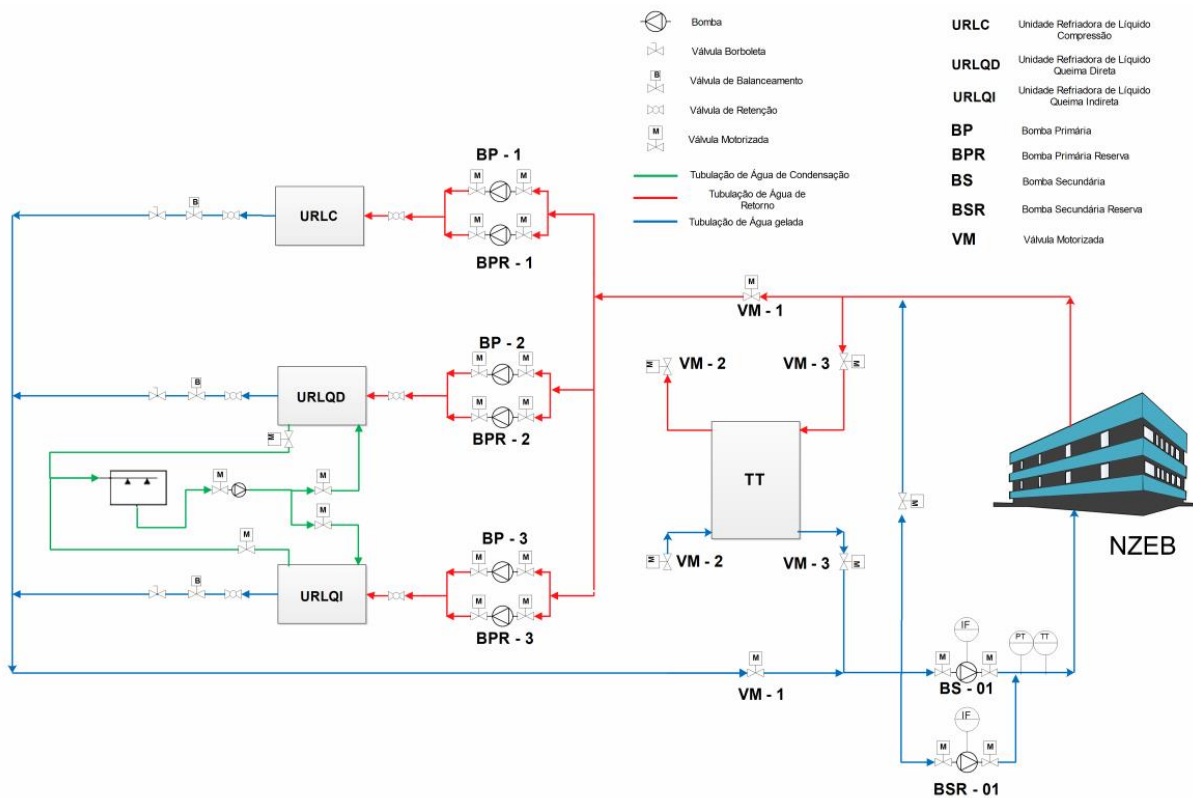 Bomba
Válvula Borboleta
B
Válvula de Balanceamento
Válvula de Retenção
M
Válvula Motorizada
Tubulação de Água de Condensação
Tubulação de Água de
Retorno
Tubulação de Água gelada
URLC
Unidade Refriadora de Líquido
Compressão
URLQD
Unidade Refriadora de Líquido
Queima Direta
URLQI
Unidade Refriadora de Líquido
Queima Indireta
BP
Bomba Primária
BPR
Bomba Primária Reserva
BS
Bomba Secundária
BSR
Bomba Secundária Reserva
VM
Válvula Motorizada
BP - 1
M
M
B
URLC
M
M
BPR - 1
M
VM - 1
BP - 2
M
M
VM - 2
M
VM - 3
M
B
URLQD
M
M
BPR - 2
M
TT
M
M
M
M
BP - 3
M
M
M
VM - 2
VM - 3
M
M
NZEB
B
URLQI
M
M
BPR - 3
IF
PT
TT
M
VM - 1
M
M
BS - 01
IF
M
M
BSR - 01